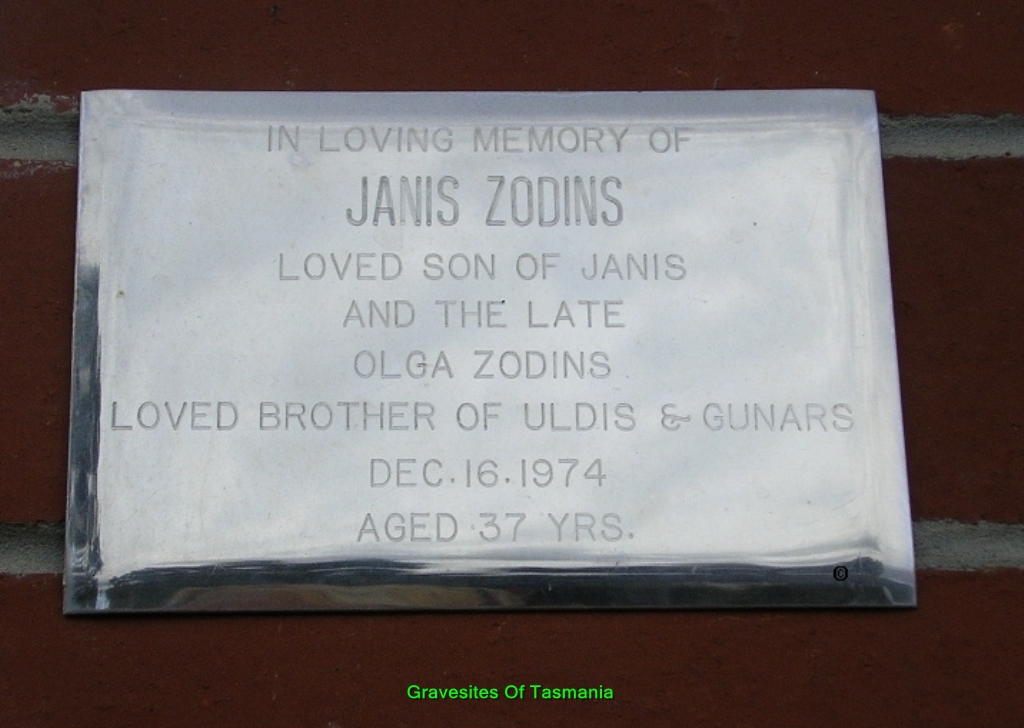 IN LOVING MEMORY OF
JANIS ZODINS
LOVED SON OF JANIS
AND THE LATE
OLGA ZODINS
LOVED BROTHER OF ULDIS & GUNARS
DEC.16.1974
AGED 37 YRS.
©
Gravesites Of Tasmania